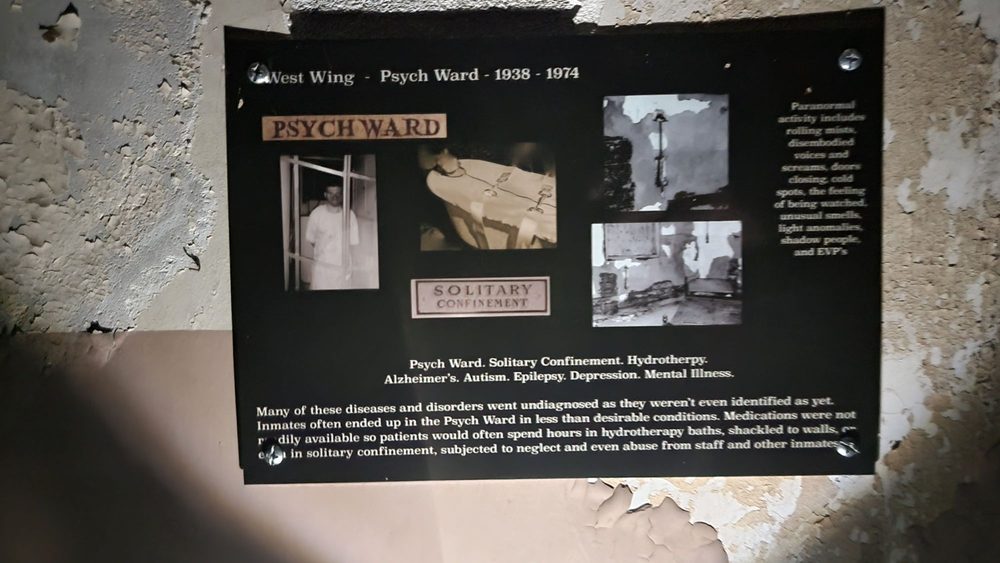 West Wing - Psych Ward - 1938 - 1974
PSYCH WARD
SOLITARY
CONFINEMENT
Paranormal
activity includes
rolling mists,
disembodied
voices and
screams, doors
closing, cold
spots, the feeling
of being watched,
unusual smells,
light anomalies,
shadow people,
and EVP's
Psych Ward. Solitary Confinement. Hydrotherpy.
Alzheimer's. Autism. Epilepsy. Depression. Mental Illness.
Many of these diseases and disorders went undiagnosed as they weren't even identified as yet.
Inmates often ended up in the Psych Ward in less than desirable conditions. Medications were not
readily available so patients would often spend hours in hydrotherapy baths, shackled to walls, or
even in solitary confinement, subjected to neglect and even abuse from staff and other inmates